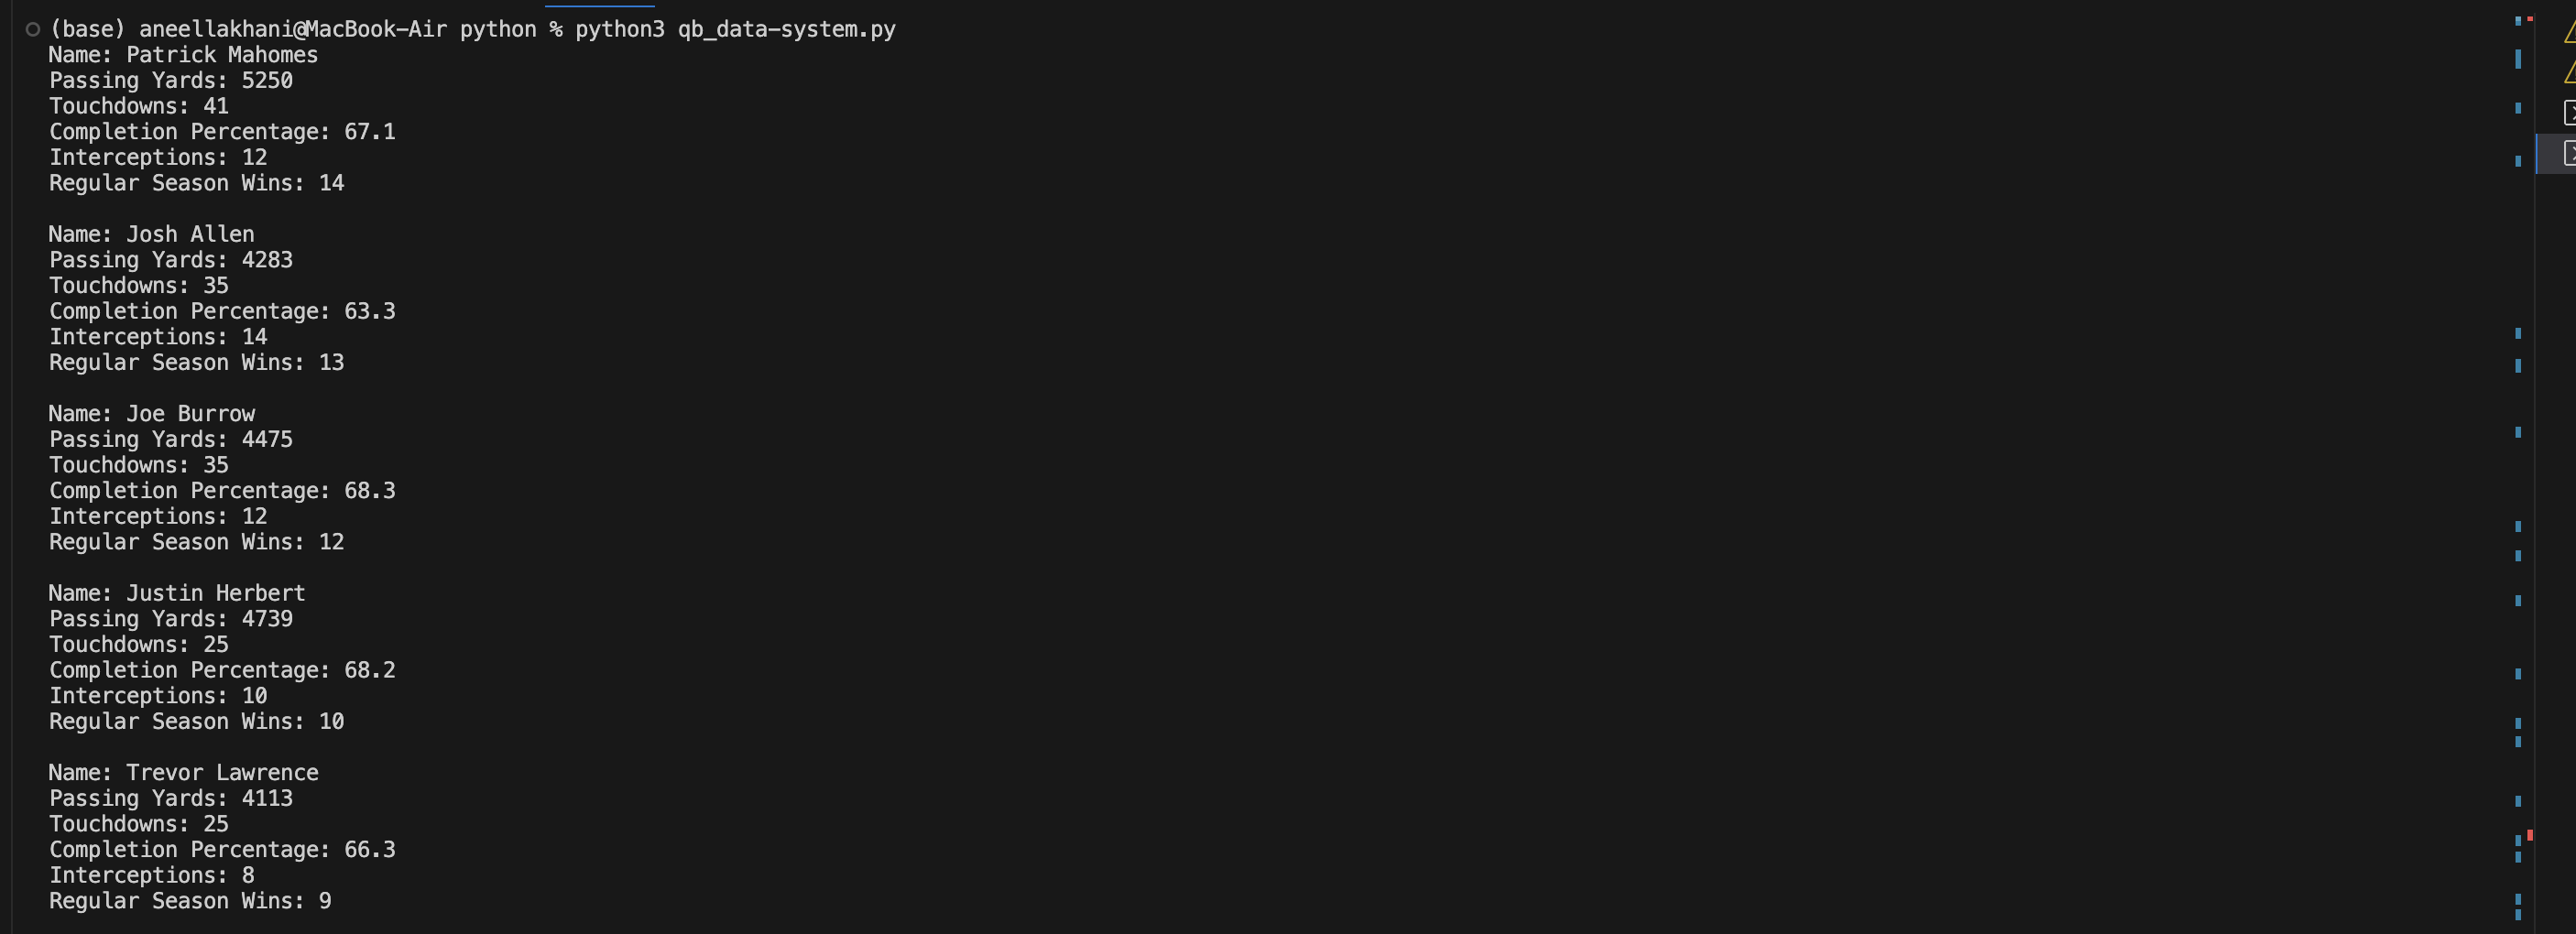 (base) aneellakhani@MacBook-Air python % python3 qb_data-system.py
Name: Patrick Mahomes
Passing Yards: 5250
Touchdowns: 41
Completion Percentage: 67.1
Interceptions: 12
Regular Season Wins: 14
Name: Josh Allen
Passing Yards: 4283
Touchdowns: 35
Completion Percentage: 63.3
Interceptions: 14
Regular Season Wins: 13
Name: Joe Burrow
Passing Yards: 4475
Touchdowns: 35
Completion Percentage: 68.3
Interceptions: 12
Regular Season Wins: 12
Name: Justin Herbert
Passing Yards: 4739
Touchdowns: 25
Completion Percentage: 68.2
Interceptions: 10
Regular Season Wins: 10
Name: Trevor Lawrence
Passing Yards: 4113
Touchdowns: 25
Completion Percentage: 66.3
Interceptions: 8
Regular Season Wins: 9